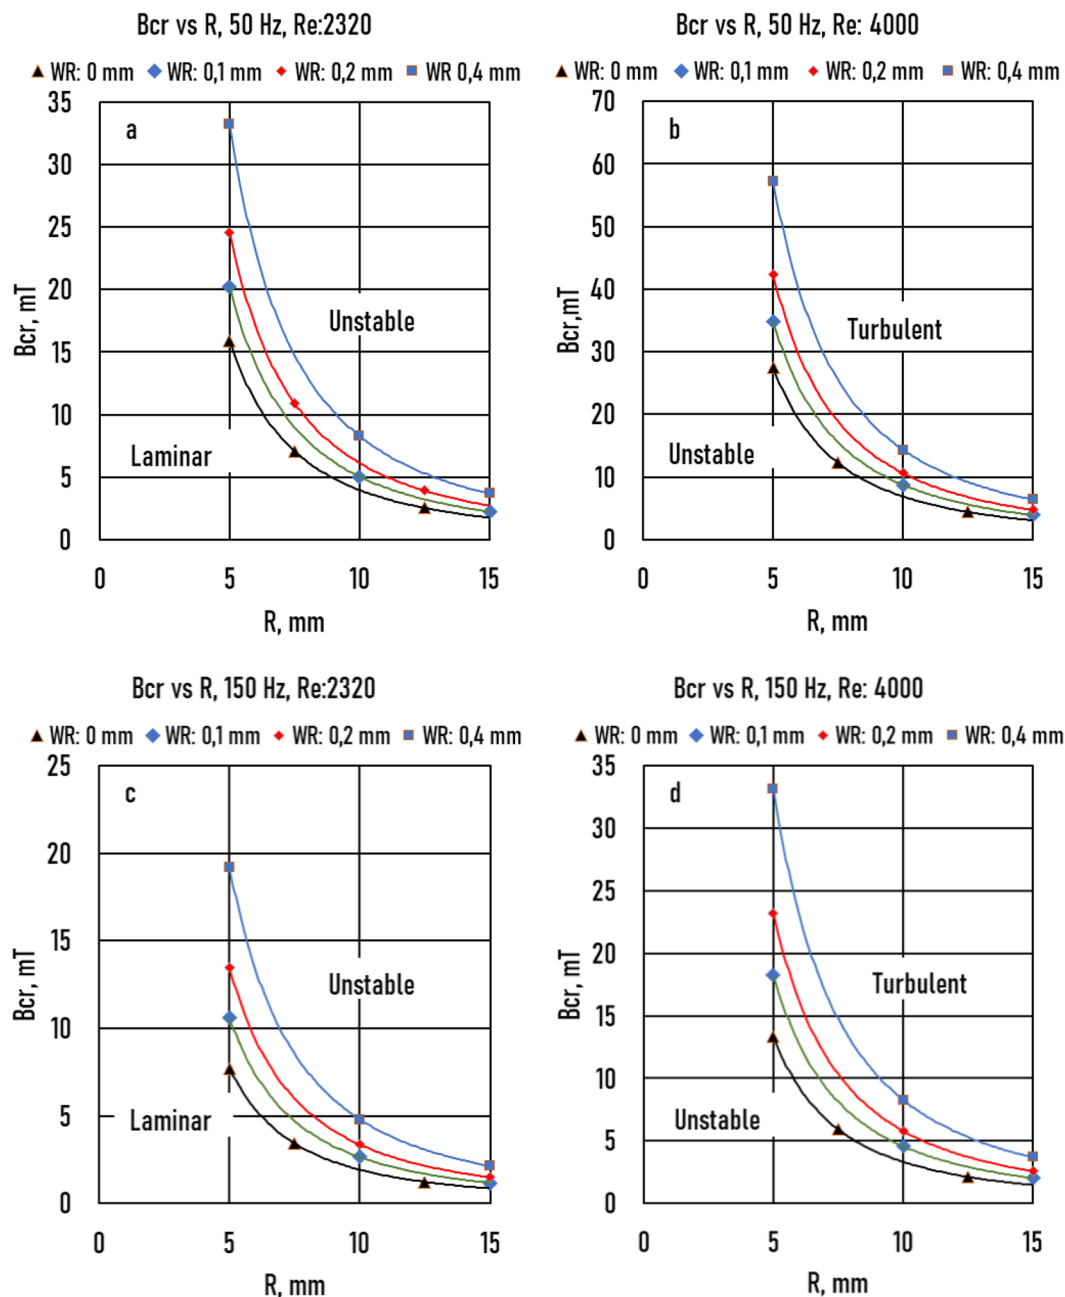 Bcr vs R, 50 Hz, Re:2320
WR: 0 mm WR: 0,1 mm WR: 0,2 mm WR 0,4 mm
a
35
30
25
20
15
10
5
0
Bcr, mT
Unstable
Laminar
0 5 10 15
R, mm
Bcr vs R, 50 Hz, Re: 4000
WR: 0 mm WR: 0,1 mm WR: 0,2 mm WR: 0,4 mm
b
70
60
50
40
30
20
10
0
Bcr,mT
Turbulent
Unstable
0 5 10 15
R, mm
Bcr vs R, 150 Hz, Re:2320
WR: 0 mm WR: 0,1 mm WR: 0,2 mm WR: 0,4 mm
c
25
20
15
10
5
0
Bcr, mT
Unstable
Laminar
0 5 10 15
R, mm
Bcr vs R, 150 Hz, Re: 4000
WR: 0 mm WR: 0,1 mm WR: 0,2 mm WR: 0,4 mm
d
35
30
25
20
15
10
5
0
Bcr, mT
Turbulent
Unstable
0 5 10 15
R, mm